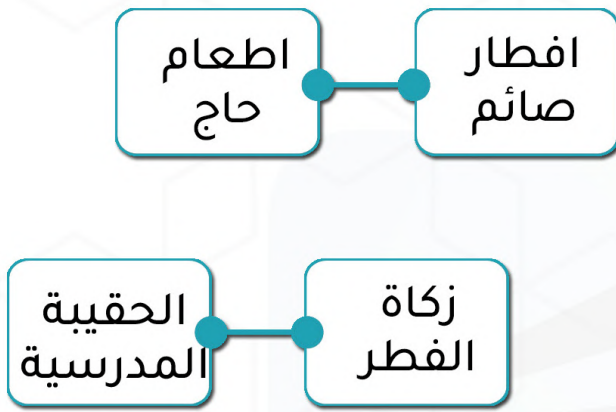 افطار
صائم
اطعام
حاج
زكاة
الفطر
الحقيبة
المدرسية